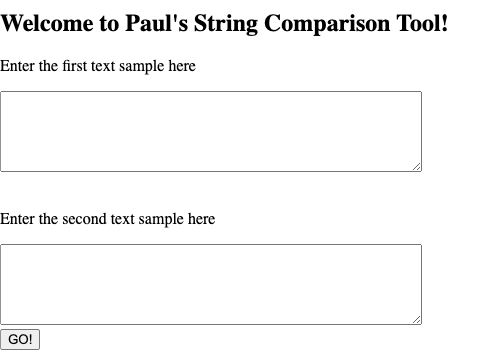 Welcome to Paul's String Comparison Tool!
Enter the first text sample here
Enter the second text sample here
GO!